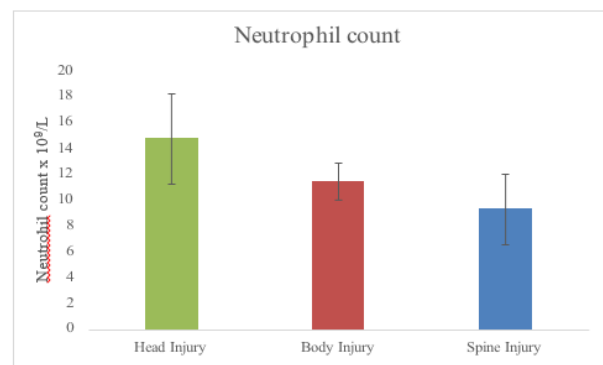 Neutrophil count
Neutrohil count x 10⁹/L
20
18
16
14
12
10
8
6
4
2
0
Head Injury
Body Injury
Spine Injury